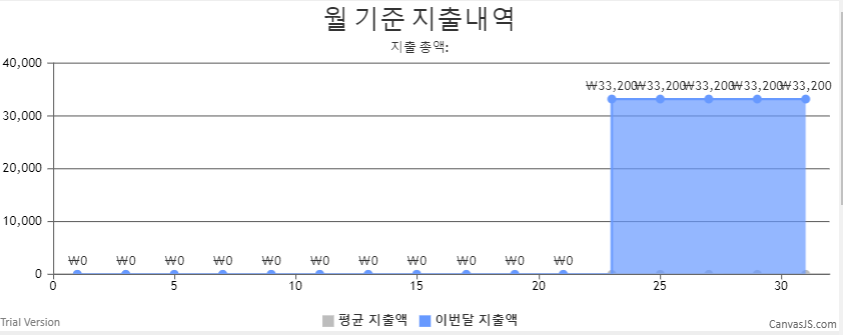 월 기준 지출내역
지출 총액:
40,000
₩33,200 ₩33,200 ₩33,200 ₩33,200 ₩33,200
30,000
20,000
10,000
₩0 ₩0 ₩0 ₩0 ₩0 ₩0 ₩0 ₩0 ₩0 ₩0 ₩0
0
0 5 10 15 20 25 30
평균 지출액 이번달 지출액
Trial Version
CanvasJS.com